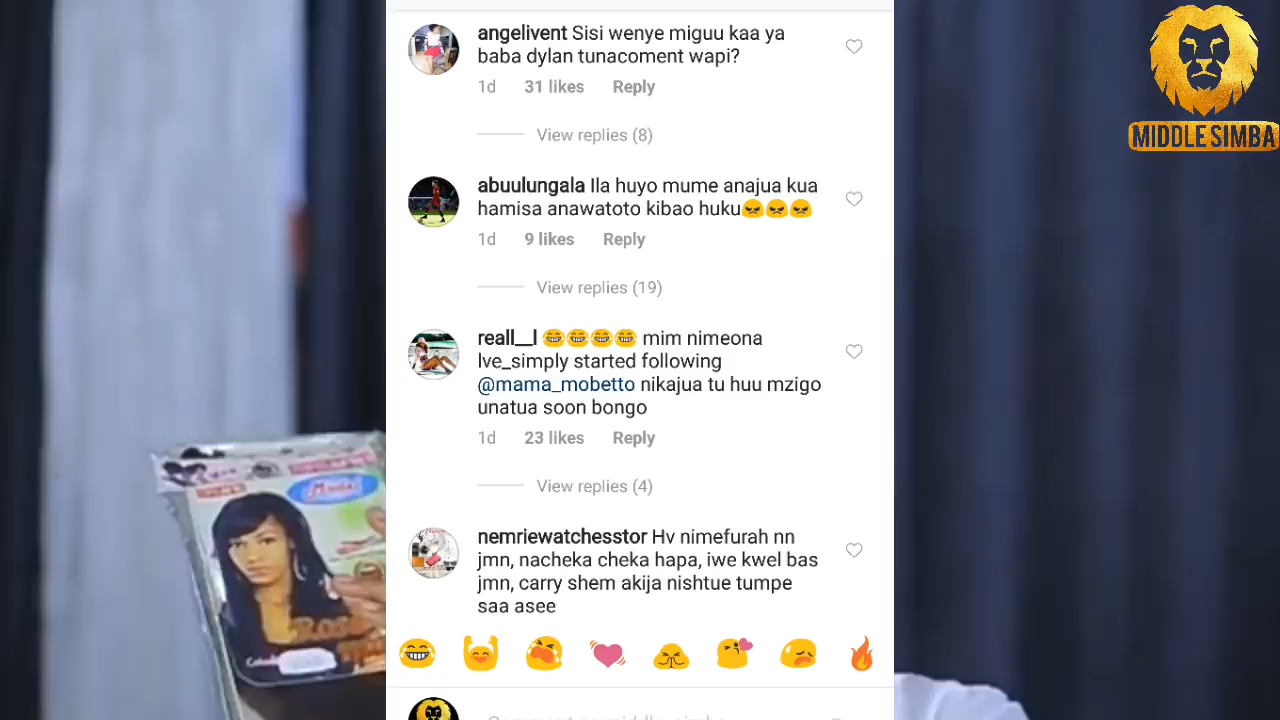 angelivent Sisi wenye miguu kaa ya
baba dylan tunacoment wapi?
1d 31 likes Reply
View replies (8)
abuulungala Ila huyo mume anajua kua
hamisa anawatoto kibao huku😠😠😠
1d 9 likes Reply
View replies (19)
reall__l 😂😂😂😂 mim nimeona
lve_simply started following
@mama_mobetto nikajua tu huu mzigo
unatua soon bongo
1d 23 likes Reply
View replies (4)
nemriewatchesstor Hv nimefurah nn
jmn, nacheka cheka hapa, iwe kwel bas
jmn, carry shem akija nishtue tumpe
saa asee
MIDDLE SIMBA